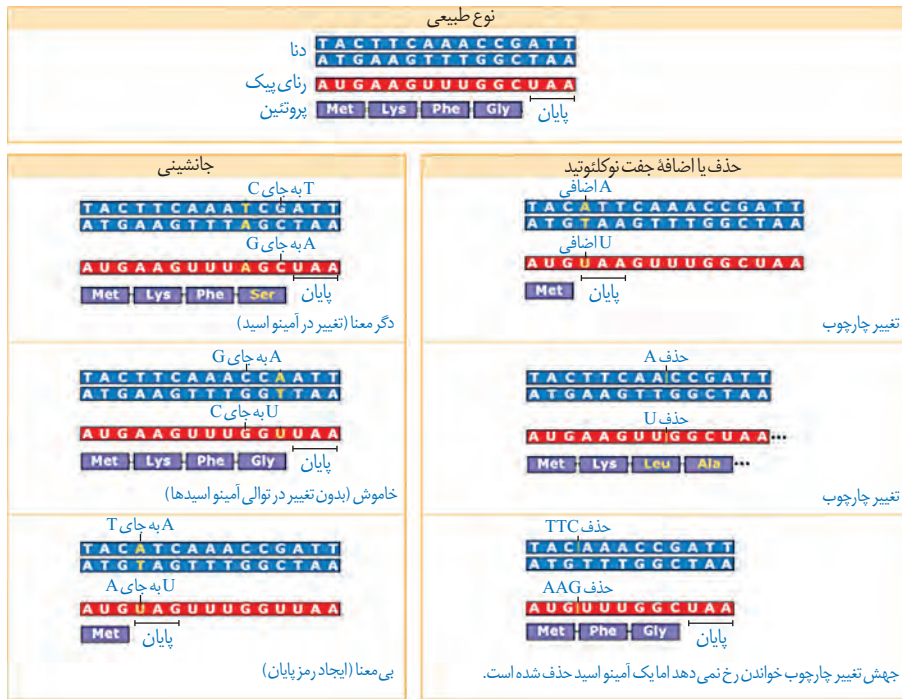 نوع طبیعی
دنا
TACTTCAAACCGATT
ATGAAGTTTGGCTAA
رنای پیک AUGAAGUUUGGCUAA
پروتئین Met Lys Phe Gly پایان
حذف یا اضافهٔ جفت نوکلئوتید
A اضافی
TACATTCAAACCGATT
ATGTAAGTTTGGCTAA
U اضافی
AUGUAAGUUUGGCUAA
Met پایان
تغییر چارچوب
حذف A
TACTTCAACCGATT
ATGAAGTTGGCTAA
حذف U
AUGAAGUUGGCUAA...
Met Lys Leu Ala ...
تغییر چارچوب
حذف TTC
TACAAACCGATT
ATGTTTGGCTAA
حذف AAG
AUGUUUGGCUAA
Met Phe Gly پایان
جهش تغییر چارچوب خواندن رخ نمی دهد اما یک آمینو اسید حذف شده است.
جانشینی
T به جای C
TACTTCAAATCGATT
ATGAAGTTTAGCTAA
A به جای G
AUGAAGUUUAGCUAA
Met Lys Phe Ser پایان
دگر معنا (تغییر در آمینو اسید)
A به جای G
TACTTCAAACCAATT
ATGAAGTTTGGTTAA
U به جای C
AUGAAGUUUGGUUAA
Met Lys Phe Gly پایان
خاموش (بدون تغییر در توالی آمینو اسیدها)
A به جای T
TACATCAAACCGATT
ATGTAGTTTGGCTAA
U به جای A
AUGUAGUUUGGUUAA
Met پایان
بی معنا (ایجاد رمز پایان)